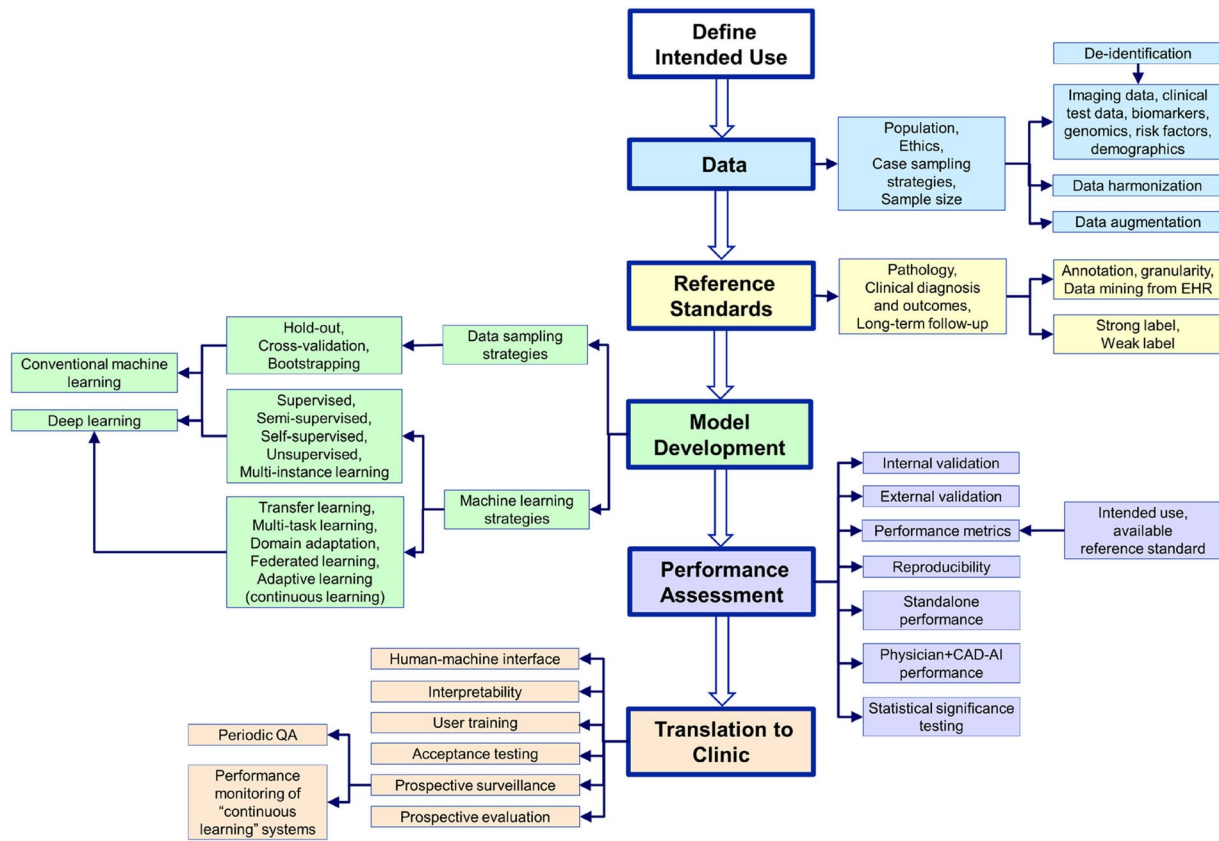 Define
Intended Use
Data
Population,
Ethics,
Case sampling
strategies,
Sample size
De-identification
Imaging data, clinical
test data, biomarkers,
genomics, risk factors,
demographics
Data harmonization
Data augmentation
Reference
Standards
Pathology,
Clinical diagnosis
and outcomes,
Long-term follow-up
Annotation, granularity,
Data mining from EHR
Strong label,
Weak label
Model
Development
Data sampling
strategies
Hold-out,
Cross-validation,
Bootstrapping
Conventional machine
learning
Deep learning
Supervised,
Semi-supervised,
Self-supervised,
Unsupervised,
Multi-instance learning
Machine learning
strategies
Transfer learning,
Multi-task learning,
Domain adaptation,
Federated learning,
Adaptive learning
(continuous learning)
Performance
Assessment
Internal validation
External validation
Performance metrics
Intended use,
available
reference standard
Reproducibility
Standalone
performance
Physician+CAD-AI
performance
Statistical significance
testing
Translation to
Clinic
Human-machine interface
Interpretability
User training
Acceptance testing
Prospective surveillance
Prospective evaluation
Periodic QA
Performance
monitoring of
“continuous
learning” systems